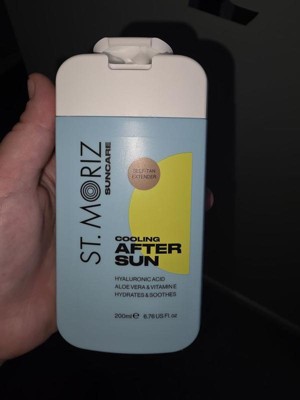 ST. MORIZ
SUNCARE
SELF-TAN
EXTENDER
COOLING
AFTER
SUN
HYALURONIC ACID
ALOE VERA & VITAMIN E
HYDRATES & SOOTHES
200ml ℮ 6.76 US Fl. oz